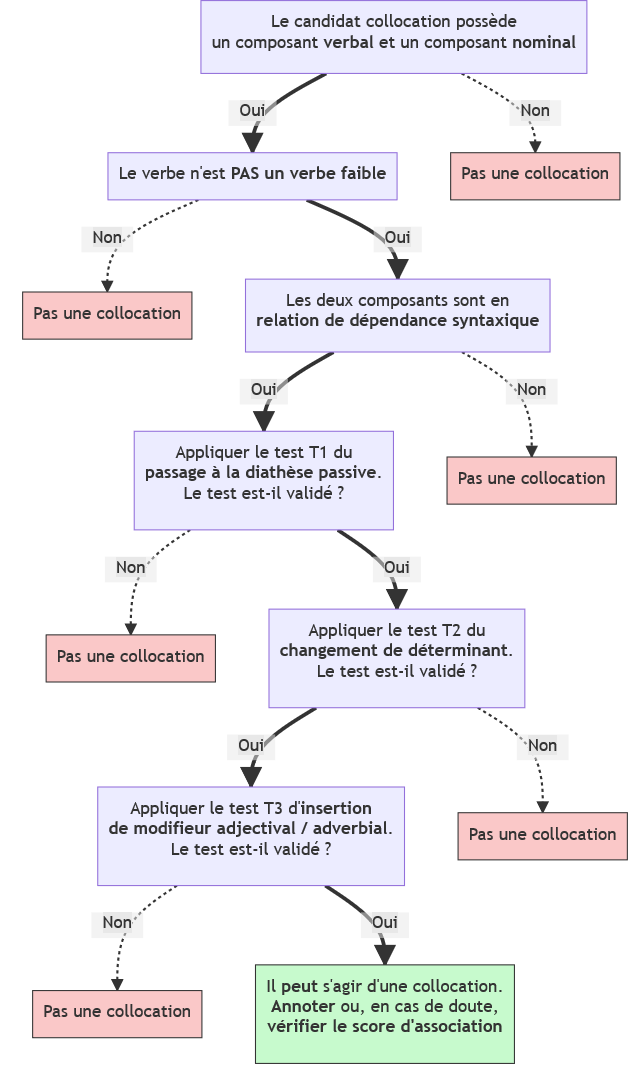 Le candidat collocation possède
un composant verbal et un composant nominal
Oui
Non
Le verbe n'est PAS un verbe faible
Pas une collocation
Non
Oui
Pas une collocation
Les deux composants sont en
relation de dépendance syntaxique
Oui
Non
Appliquer le test T1 du
passage à la diathèse passive.
Le test est-il validé ?
Pas une collocation
Non
Oui
Pas une collocation
Appliquer le test T2 du
changement de déterminant.
Le test est-il validé ?
Oui
Non
Appliquer le test T3 d'insertion
de modifieur adjectival / adverbial.
Le test est-il validé ?
Pas une collocation
Non
Oui
Pas une collocation
Il peut s'agir d'une collocation.
Annoter ou, en cas de doute,
vérifier le score d'association